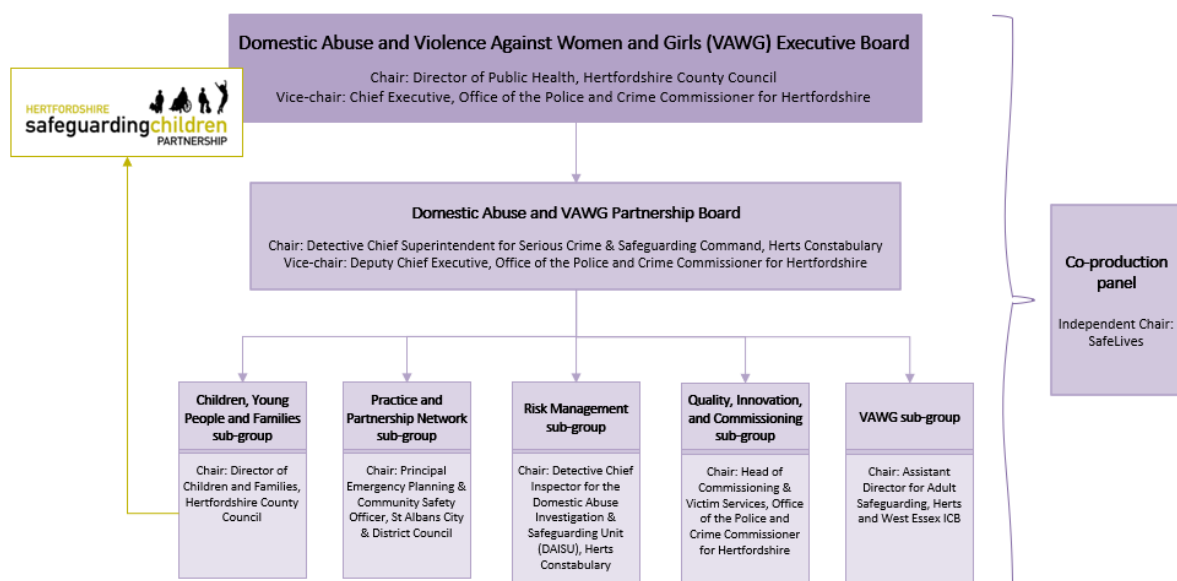 Domestic Abuse and Violence Against Women and Girls (VAWG) Executive Board
Chair: Director of Public Health, Hertfordshire County Council
Vice-chair: Chief Executive, Office of the Police and Crime Commissioner for Hertfordshire
HERTFORDSHIRE
safeguardingchildren
PARTNERSHIP
Domestic Abuse and VAWG Partnership Board
Chair: Detective Chief Superintendent for Serious Crime & Safeguarding Command, Herts Constabulary
Vice-chair: Deputy Chief Executive, Office of the Police and Crime Commissioner for Hertfordshire
Co-production
panel
Independent Chair:
SafeLives
Children, Young
People and Families
sub-group
Chair: Director of
Children and Families,
Hertfordshire County
Council
Practice and
Partnership Network
sub-group
Chair: Principal
Emergency Planning &
Community Safety
Officer, St Albans City
& District Council
Risk Management
sub-group
Chair: Detective Chief
Inspector for the
Domestic Abuse
Investigation &
Safeguarding Unit
(DAISU), Herts
Constabulary
Quality, Innovation,
and Commissioning
sub-group
Chair: Head of
Commissioning &
Victim Services, Office
of the Police and
Crime Commissioner
for Hertfordshire
VAWG sub-group
Chair: Assistant
Director for Adult
Safeguarding, Herts
and West Essex ICB